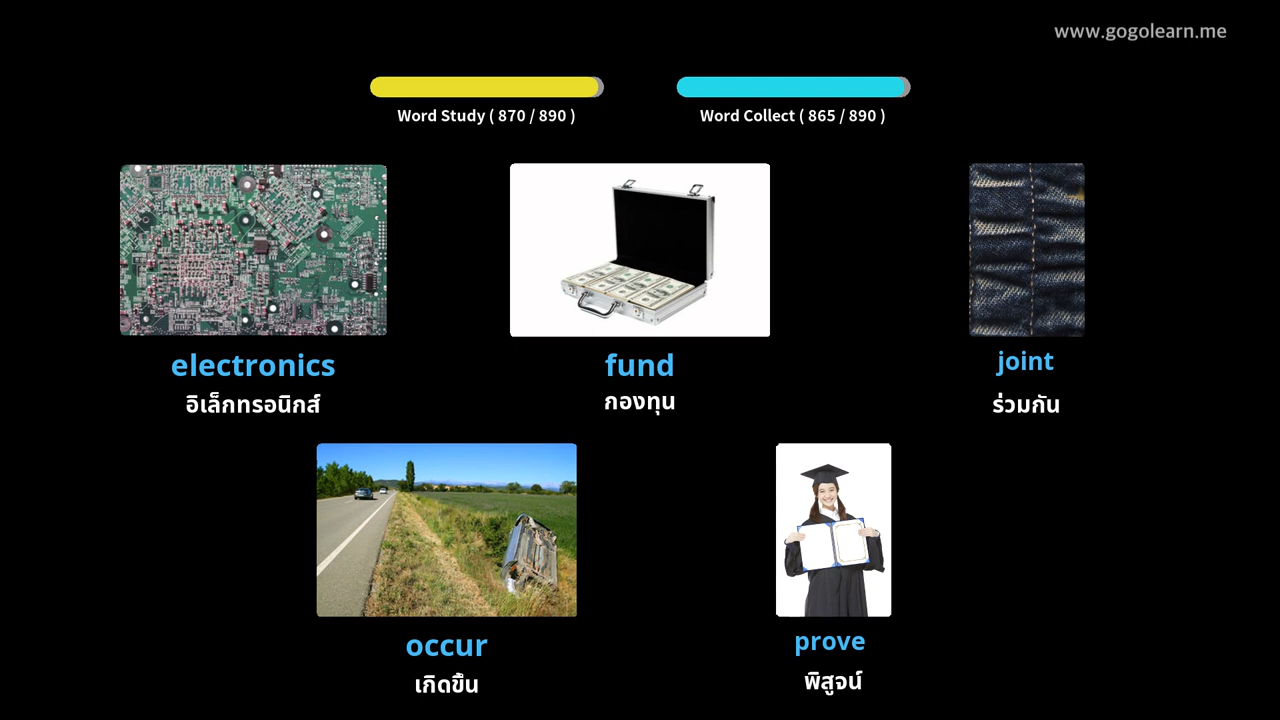 www.gogolearn.me
Word Study ( 870 / 890 )
Word Collect ( 865 / 890 )
electronics
อิเล็กทรอนิกส์
fund
กองทุน
joint
ร่วมกัน
occur
เกิดขึ้น
prove
พิสูจน์